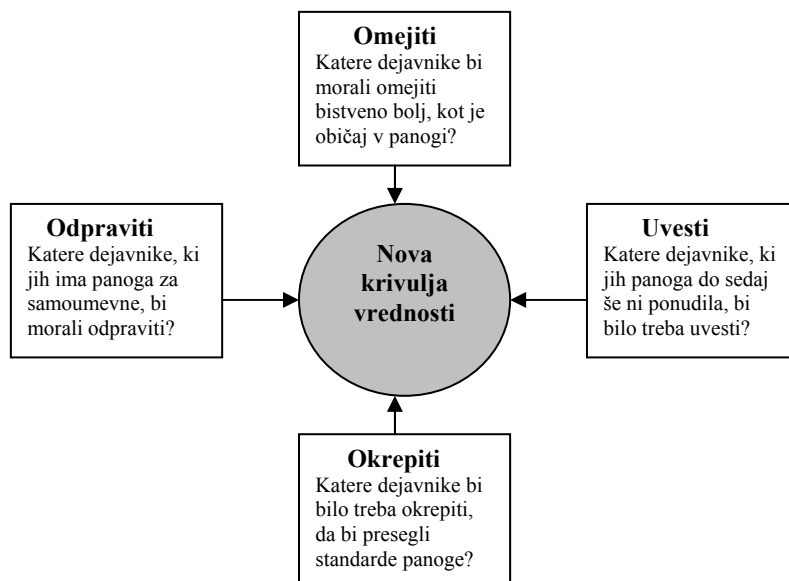 Omejiti
Katere dejavnike bi
morali omejiti
bistveno bolj, kot je
običaj v panogi?
Odpraviti
Katere dejavnike, ki
jih ima panoga za
samoumevne, bi
morali odpraviti?
Nova
krivulja
vrednosti
Uvesti
Katere dejavnike, ki
jih panoga do sedaj
še ni ponudila, bi
bilo treba uvesti?
Okrepiti
Katere dejavnike bi
bilo treba okrepiti,
da bi presegli
standarde panoge?